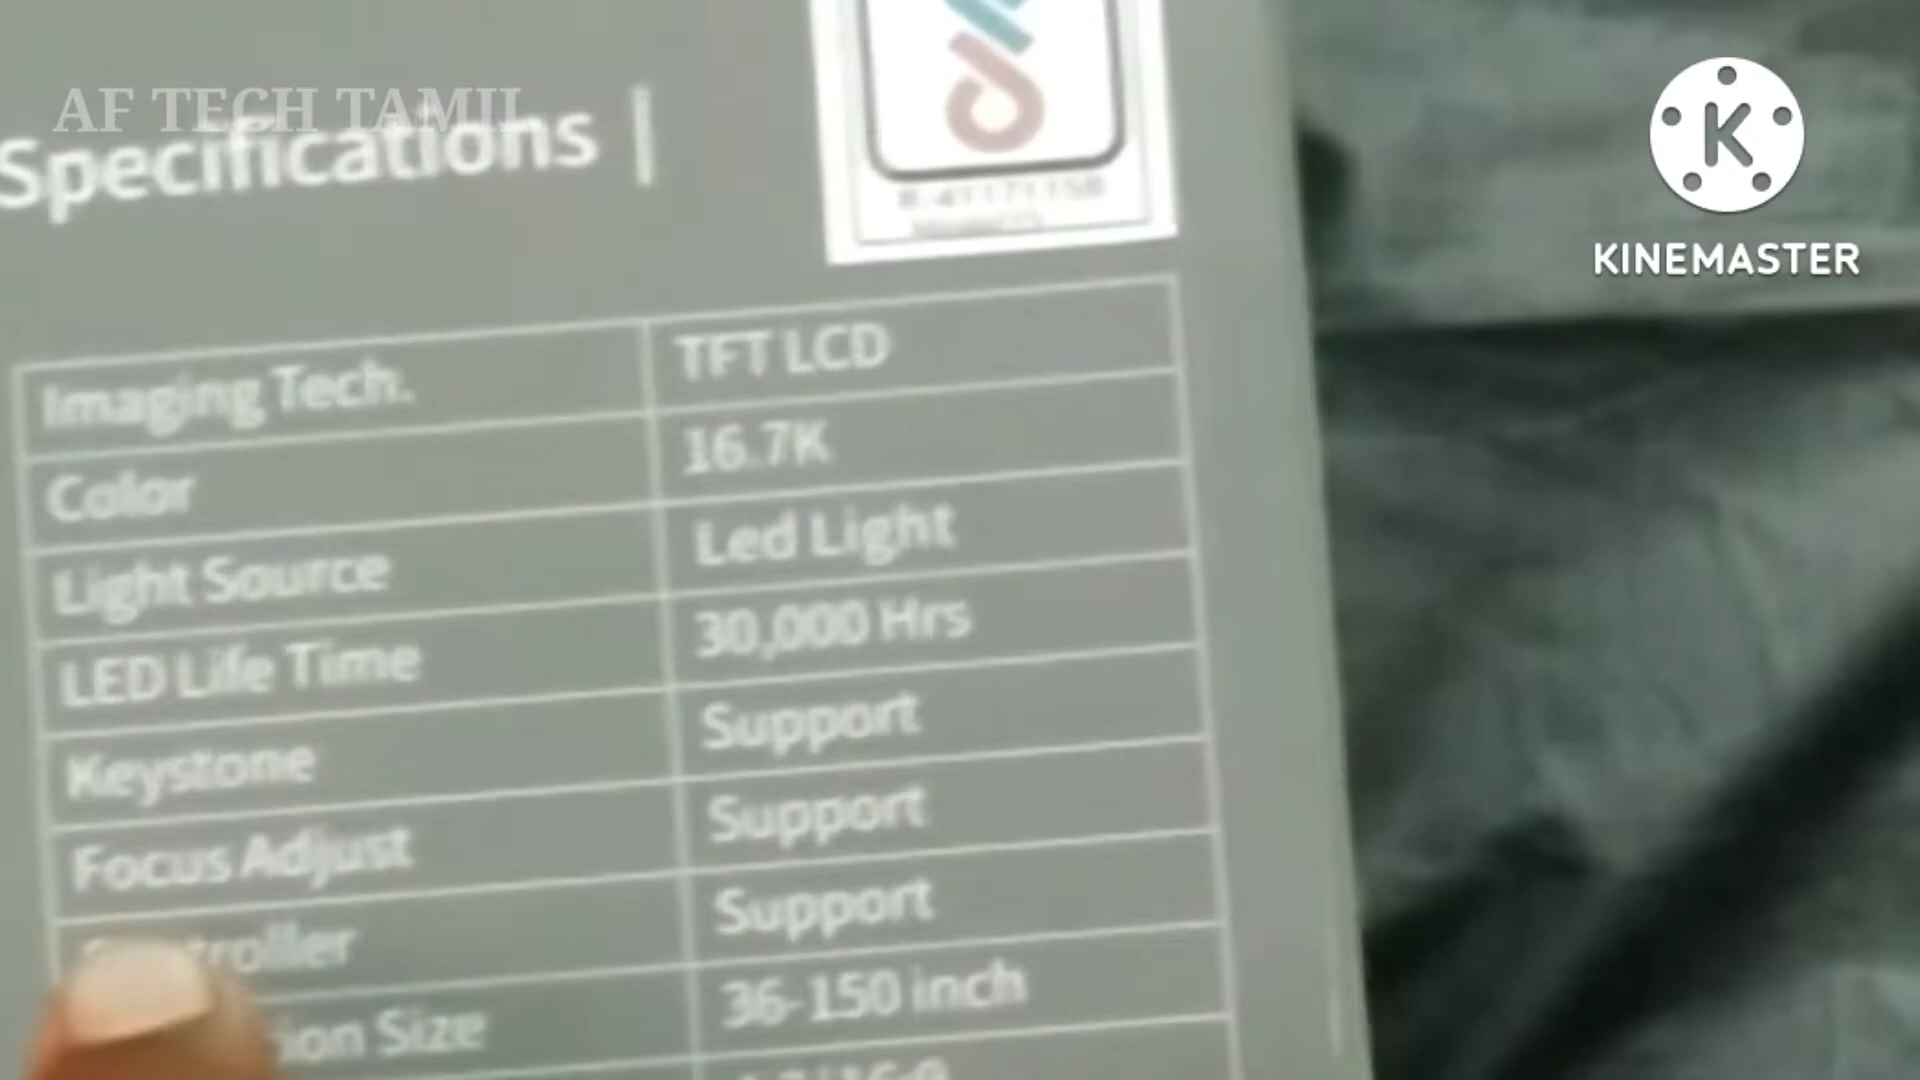 AF TECH TAMIL
Specifications |
KINEMASTER
Imaging Tech. TFT LCD
Color 16.7K
Light Source Led Light
LED Life Time 30,000 Hrs
Keystone Support
Focus Adjust Support
Support
Size 36-150 inch